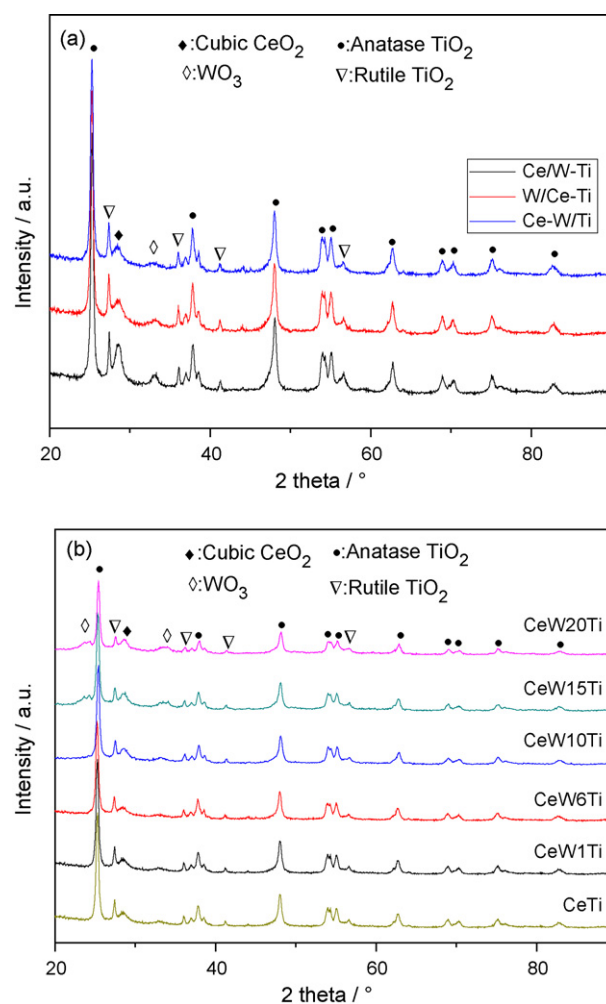 (a)
♦:Cubic CeO₂ •:Anatase TiO₂
◊:WO₃ ∇:Rutile TiO₂
Ce/W-Ti
W/Ce-Ti
Ce-W/Ti
Intensity / a.u.
20 40 60 80
2 theta / °
(b)
♦:Cubic CeO₂ •:Anatase TiO₂
◊:WO₃ ∇:Rutile TiO₂
CeW20Ti
CeW15Ti
CeW10Ti
CeW6Ti
CeW1Ti
CeTi
Intensity / a.u.
20 40 60 80
2 theta / °